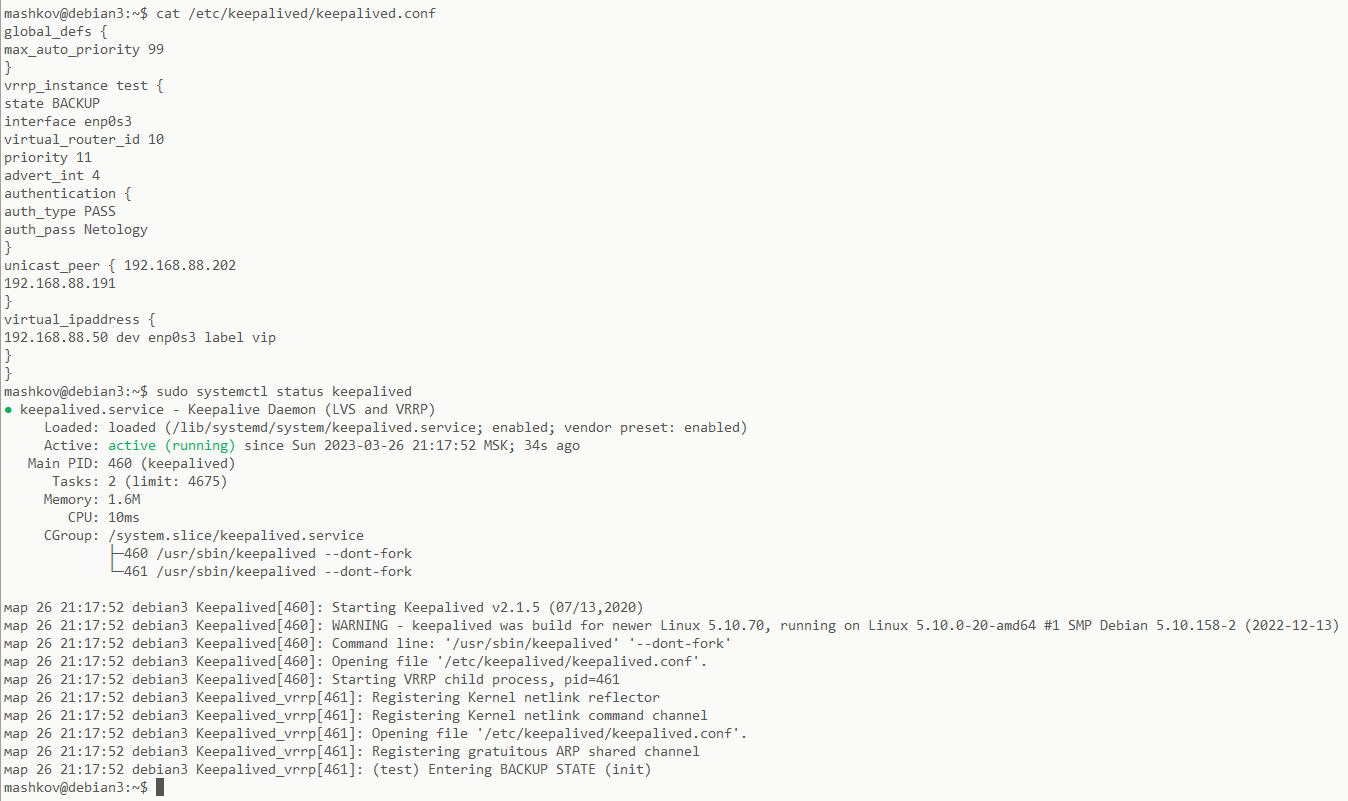 mashkov@debian3:~$ cat /etc/keepalived/keepalived.conf
global_defs {
max_auto_priority 99
}
vrrp_instance test {
state BACKUP
interface enp0s3
virtual_router_id 10
priority 11
advert_int 4
authentication {
auth_type PASS
auth_pass Netology
}
unicast_peer { 192.168.88.202
192.168.88.191
}
virtual_ipaddress {
192.168.88.50 dev enp0s3 label vip
}
}
mashkov@debian3:~$ sudo systemctl status keepalived
● keepalived.service - Keepalive Daemon (LVS and VRRP)
     Loaded: loaded (/lib/systemd/system/keepalived.service; enabled; vendor preset: enabled)
     Active: active (running) since Sun 2023-03-26 21:17:52 MSK; 34s ago
   Main PID: 460 (keepalived)
      Tasks: 2 (limit: 4675)
     Memory: 1.6M
        CPU: 10ms
     CGroup: /system.slice/keepalived.service
             ├─460 /usr/sbin/keepalived --dont-fork
             └─461 /usr/sbin/keepalived --dont-fork

мар 26 21:17:52 debian3 Keepalived[460]: Starting Keepalived v2.1.5 (07/13,2020)
мар 26 21:17:52 debian3 Keepalived[460]: WARNING - keepalived was build for newer Linux 5.10.70, running on Linux 5.10.0-20-amd64 #1 SMP Debian 5.10.158-2 (2022-12-13)
мар 26 21:17:52 debian3 Keepalived[460]: Command line: '/usr/sbin/keepalived' '--dont-fork'
мар 26 21:17:52 debian3 Keepalived[460]: Opening file '/etc/keepalived/keepalived.conf'.
мар 26 21:17:52 debian3 Keepalived[460]: Starting VRRP child process, pid=461
мар 26 21:17:52 debian3 Keepalived_vrrp[461]: Registering Kernel netlink reflector
мар 26 21:17:52 debian3 Keepalived_vrrp[461]: Registering Kernel netlink command channel
мар 26 21:17:52 debian3 Keepalived_vrrp[461]: Opening file '/etc/keepalived/keepalived.conf'.
мар 26 21:17:52 debian3 Keepalived_vrrp[461]: Registering gratuitous ARP shared channel
мар 26 21:17:52 debian3 Keepalived_vrrp[461]: (test) Entering BACKUP STATE (init)
mashkov@debian3:~$